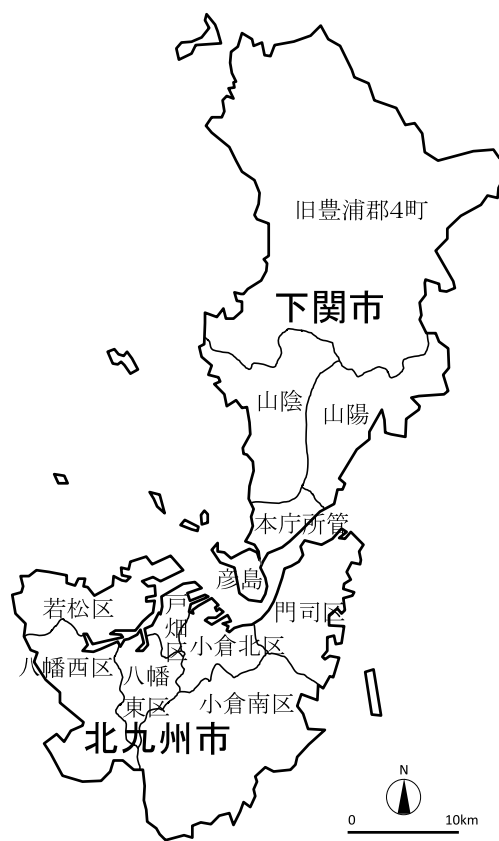 旧豊浦郡4町
下関市
山陰
山陽
本庁所管
彦島
門司区
戸畑区
若松区
小倉北区
八幡西区
八幡
東区
小倉南区
北九州市
N
0 10km